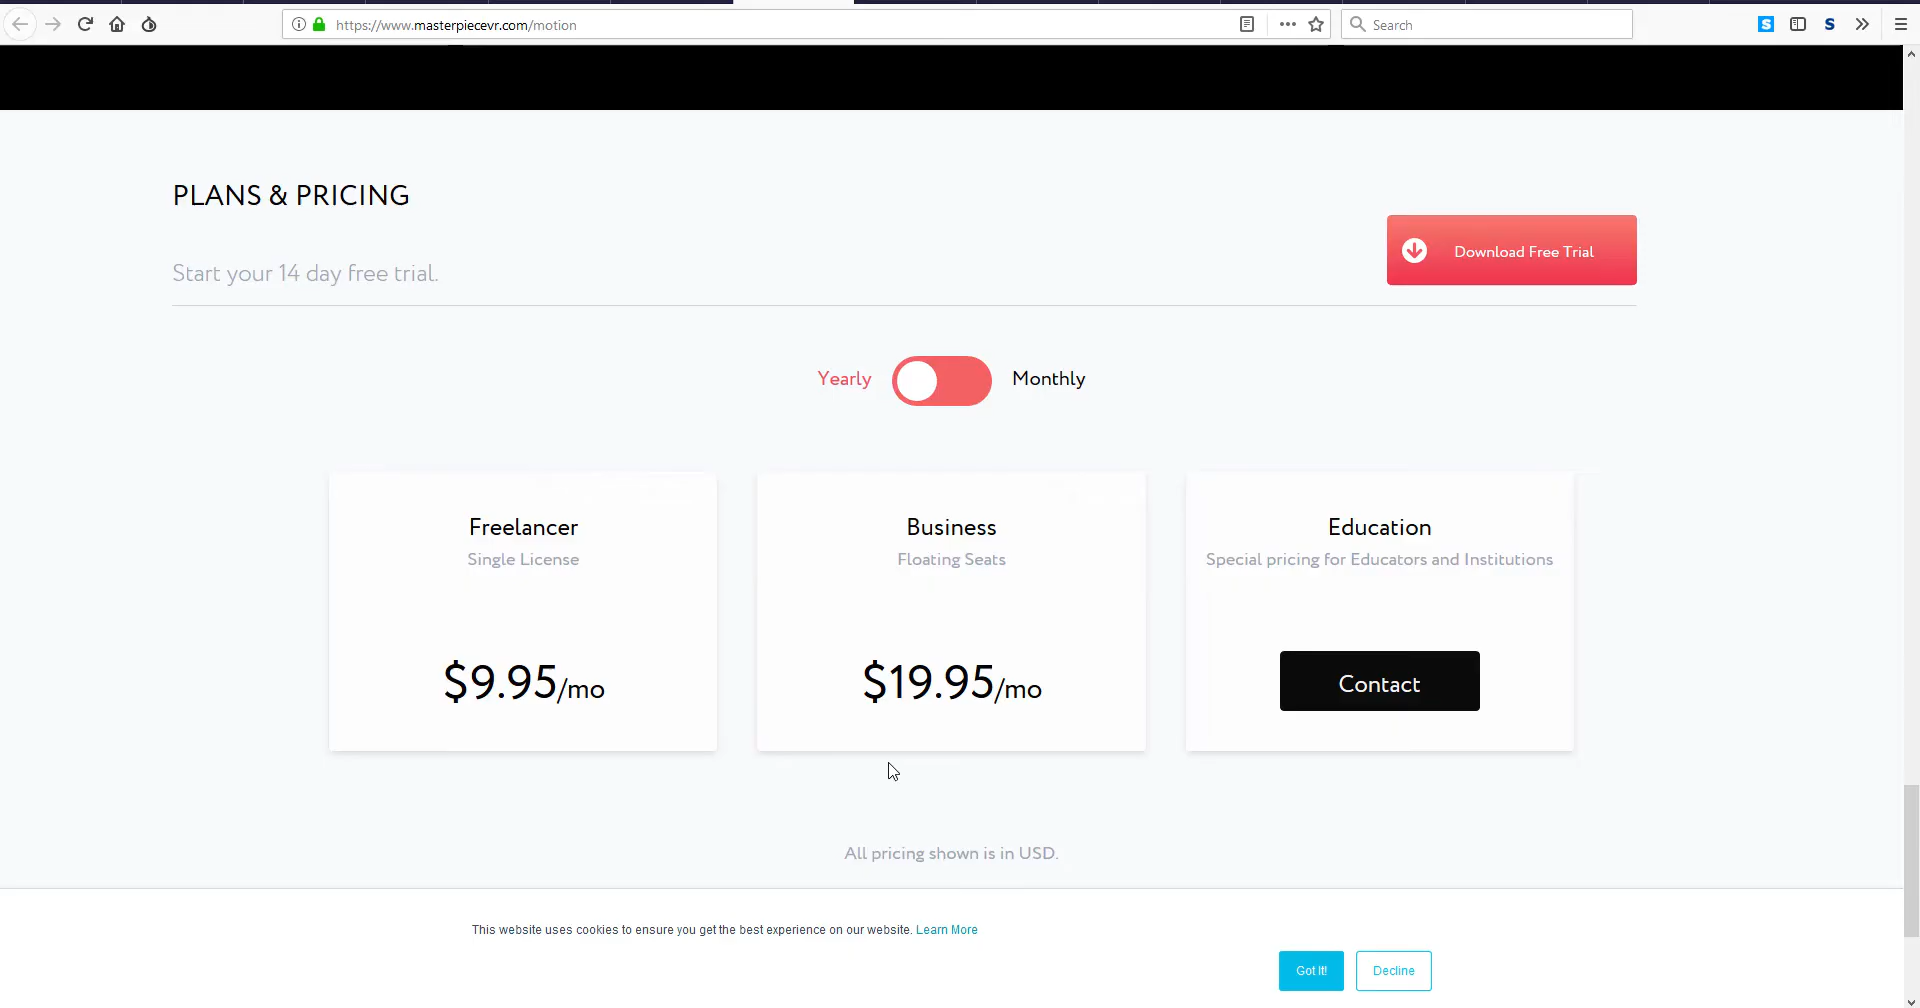 https://www.masterpiecevr.com/motion
Search
PLANS & PRICING
Start your 14 day free trial.
Download Free Trial
Yearly
Monthly
Freelancer
Single License
$9.95/mo
Business
Floating Seats
$19.95/mo
Education
Special pricing for Educators and Institutions
Contact
All pricing shown is in USD.
This website uses cookies to ensure you get the best experience on our website. Learn More
Got It!
Decline